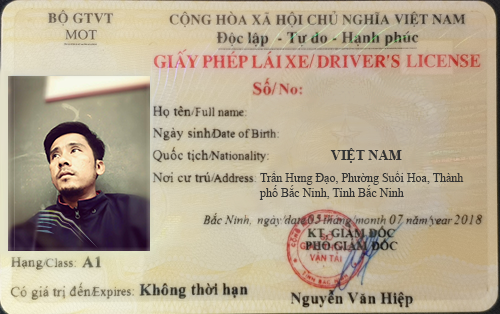 BỘ GTVT
MOT
CỘNG HÒA XÃ HỘI CHỦ NGHĨA VIỆT NAM
Độc lập - Tự do - Hạnh phúc
GIẤY PHÉP LÁI XE/ DRIVER'S LICENSE
Số/No:
Họ tên/Full name:
Ngày sinh/Date of Birth:
Quốc tịch/Nationality: VIỆT NAM
Nơi cư trú/Address: Trần Hưng Đạo, Phường Suối Hoa, Thành
phố Bắc Ninh, Tỉnh Bắc Ninh
Bắc Ninh, ngày/date 05 tháng/month 07 năm/year 2018
KT. GIÁM ĐỐC
PHÓ GIÁM ĐỐC
VẬN TẢI
Hạng/Class: A1
Có giá trị đến/Expires: Không thời hạn
Nguyễn Văn Hiệp